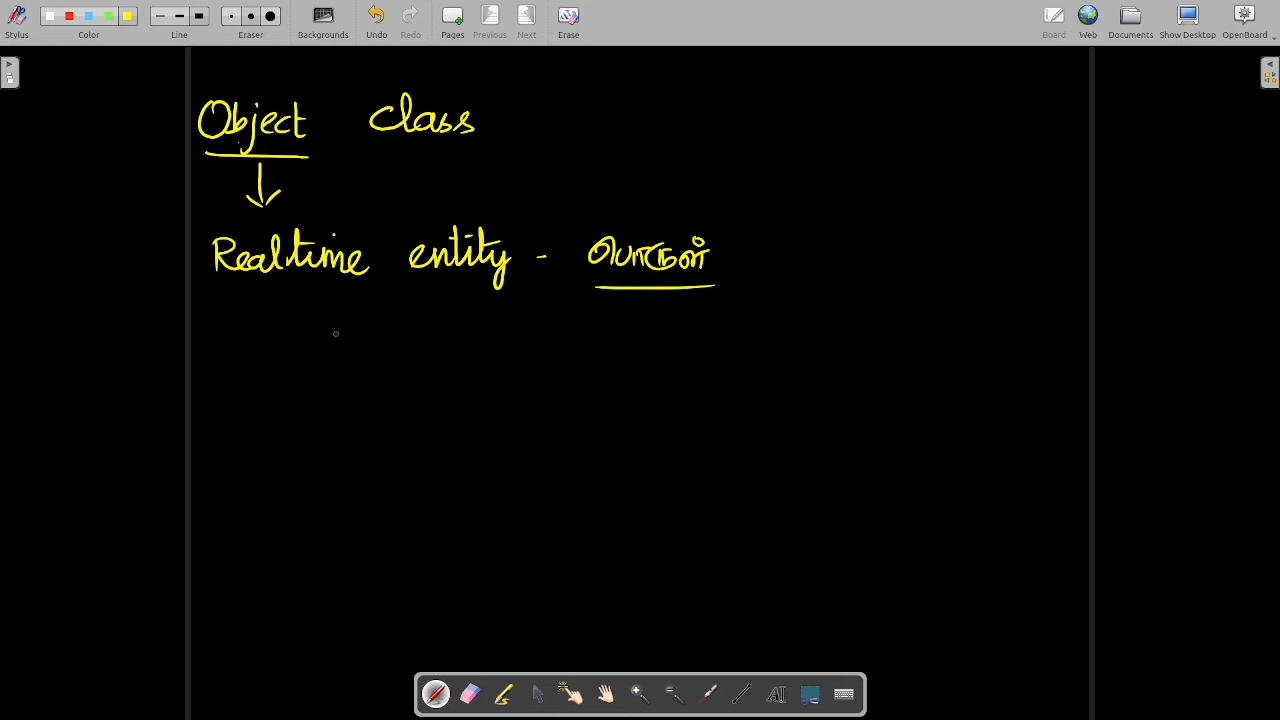 Stylus Color Line Eraser Backgrounds Undo Redo Pages Previous Next Erase Board Web Documents Show Desktop OpenBoard
Object class
Realtime entity - பொருள்